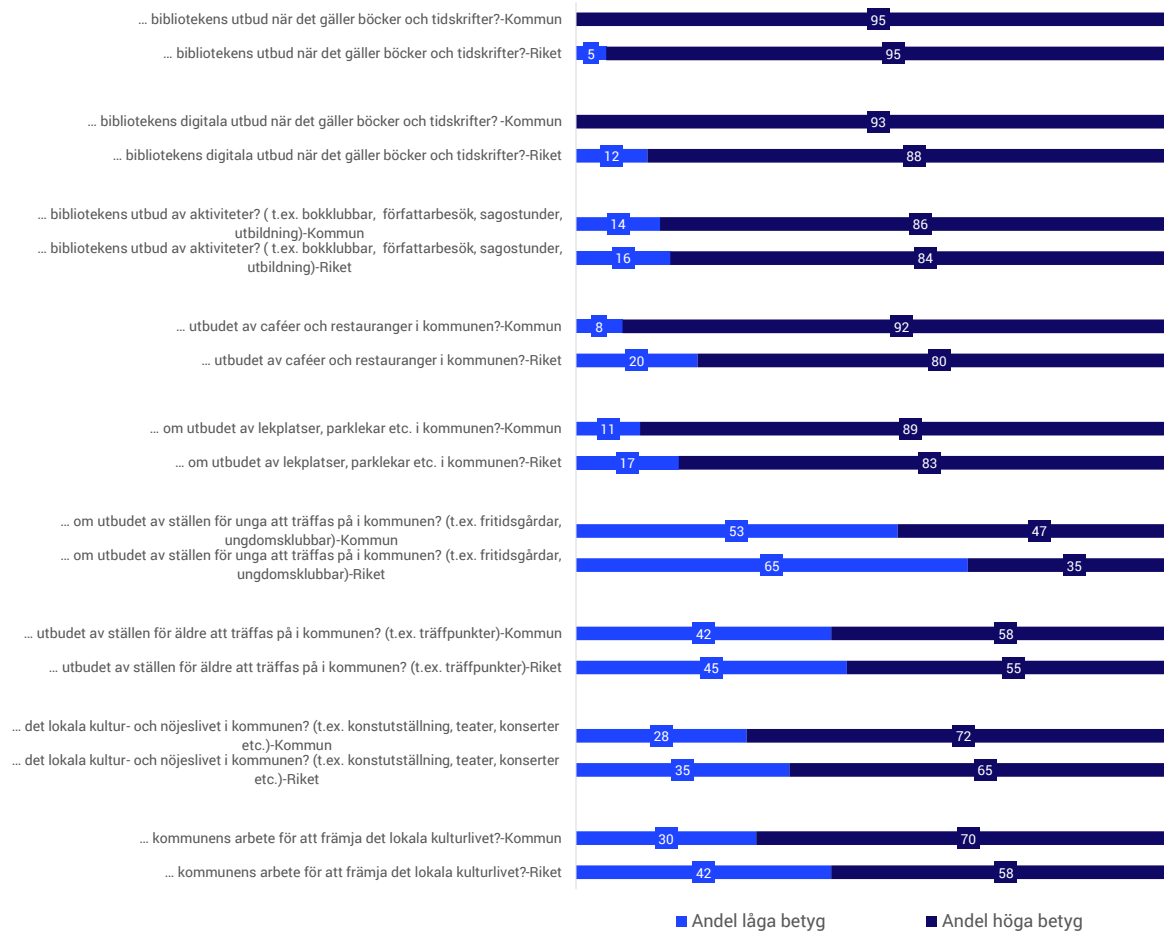 ... bibliotekens utbud när det gäller böcker och tidskrifter?-Kommun
95
... bibliotekens utbud när det gäller böcker och tidskrifter?-Riket
5 95
... bibliotekens digitala utbud när det gäller böcker och tidskrifter? -Kommun
93
... bibliotekens digitala utbud när det gäller böcker och tidskrifter?-Riket
12 88
... bibliotekens utbud av aktiviteter? ( t.ex. bokklubbar,  författarbesök, sagostunder,
utbildning)-Kommun
14 86
... bibliotekens utbud av aktiviteter? ( t.ex. bokklubbar,  författarbesök, sagostunder,
utbildning)-Riket
16 84
... utbudet av caféer och restauranger i kommunen?-Kommun
8 92
... utbudet av caféer och restauranger i kommunen?-Riket
20 80
... om utbudet av lekplatser, parklekar etc. i kommunen?-Kommun
11 89
... om utbudet av lekplatser, parklekar etc. i kommunen?-Riket
17 83
... om utbudet av ställen för unga att träffas på i kommunen? (t.ex. fritidsgårdar,
ungdomsklubbar)-Kommun
53 47
... om utbudet av ställen för unga att träffas på i kommunen? (t.ex. fritidsgårdar,
ungdomsklubbar)-Riket
65 35
... utbudet av ställen för äldre att träffas på i kommunen? (t.ex. träffpunkter)-Kommun
42 58
... utbudet av ställen för äldre att träffas på i kommunen? (t.ex. träffpunkter)-Riket
45 55
... det lokala kultur- och nöjeslivet i kommunen? (t.ex. konstutställning, teater, konserter
etc.)-Kommun
28 72
... det lokala kultur- och nöjeslivet i kommunen? (t.ex. konstutställning, teater, konserter
etc.)-Riket
35 65
... kommunens arbete för att främja det lokala kulturlivet?-Kommun
30 70
... kommunens arbete för att främja det lokala kulturlivet?-Riket
42 58
Andel låga betyg Andel höga betyg